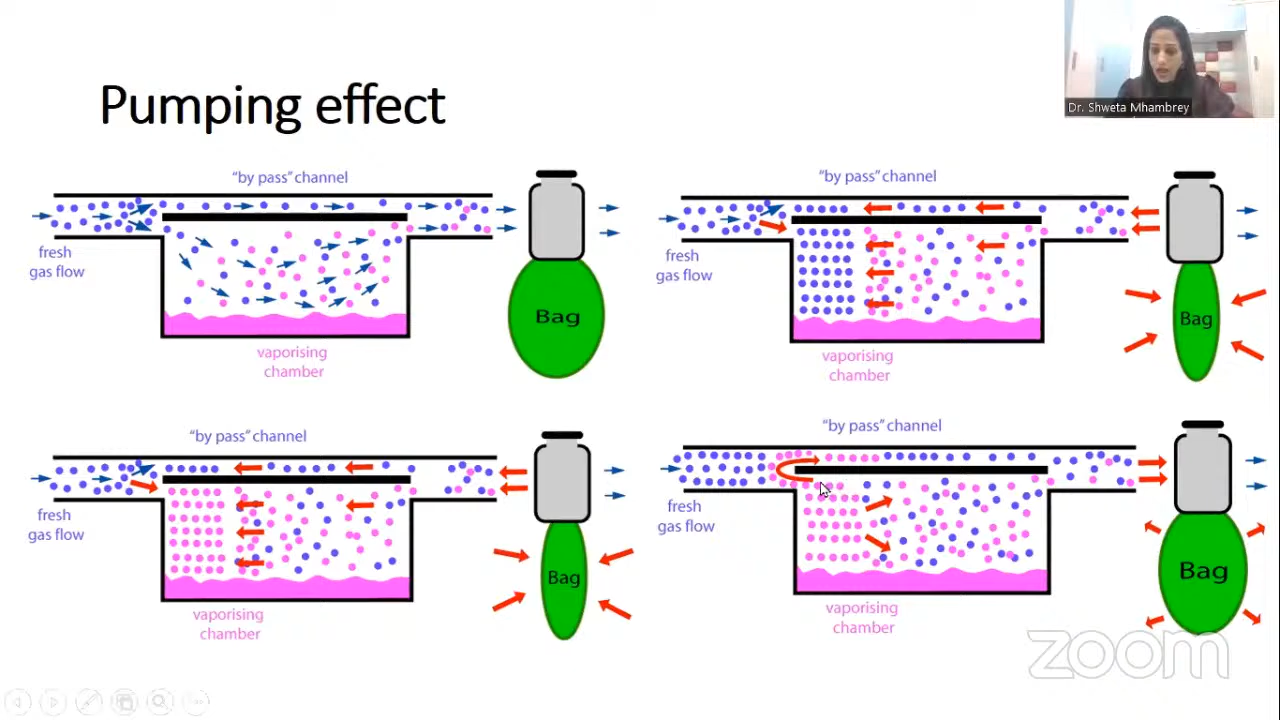 Dr. Shweta Mhambrey
Pumping effect
"by pass" channel
fresh
gas flow
vaporising
chamber
Bag
"by pass" channel
fresh
gas flow
vaporising
chamber
Bag
"by pass" channel
fresh
gas flow
vaporising
chamber
Bag
"by pass" channel
fresh
gas flow
vaporising
chamber
Bag
zoom